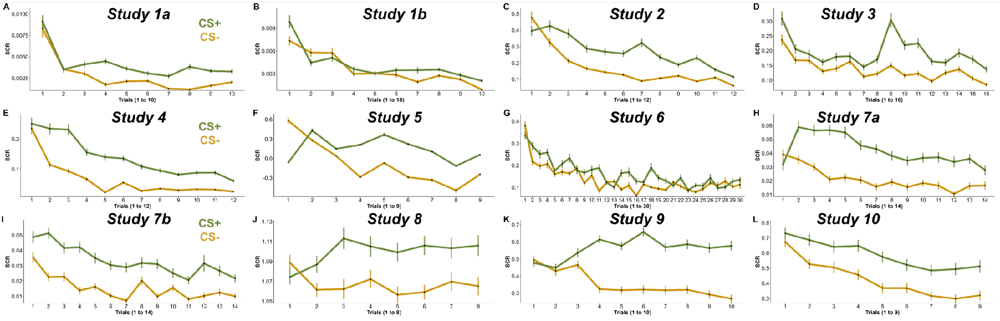 A
Study 1a
CS+
CS-
0.0100
0.0075
0.0050
0.0025
SCR
1 2 3 4 5 6 7 8 9 10
Trials (1 to 10)
B
Study 1b
0.009
0.006
0.003
SCR
1 2 3 4 5 6 7 8 9 10
Trials (1 to 10)
C
Study 2
0.5
0.4
0.3
0.2
0.1
SCR
1 2 3 4 5 6 7 8 9 10 11 12
Trials (1 to 12)
D
Study 3
0.30
0.25
0.20
0.15
0.10
SCR
1 2 3 4 5 6 7 8 9 10 11 12 13 14 15 16
Trials (1 to 16)
E
Study 4
CS+
CS-
0.2
0.1
SCR
1 2 3 4 5 6 7 8 9 10 11 12
Trials (1 to 12)
F
Study 5
0.6
0.3
0.0
-0.3
SCR
1 2 3 4 5 6 7 8 9
Trials (1 to 9)
G
Study 6
0.4
0.3
0.2
0.1
SCR
1 2 3 4 5 6 7 8 9 10 11 12 13 14 15 16 17 18 19 20 21 22 23 24 25 26 27 28 29 30
Trials (1 to 30)
H
Study 7a
0.06
0.05
0.04
0.03
0.02
0.01
SCR
1 2 3 4 5 6 7 8 9 10 11 12 13 14
Trials (1 to 14)
I
Study 7b
CS+
CS-
0.05
0.04
0.03
0.02
0.01
SCR
1 2 3 4 5 6 7 8 9 10 11 12 13 14
Trials (1 to 14)
J
Study 8
1.13
1.11
1.09
1.07
1.05
SCR
1 2 3 4 5 6 7 8
Trials (1 to 8)
K
Study 9
0.7
0.6
0.5
0.4
0.3
SCR
1 2 3 4 5 6 7 8 9 10
Trials (1 to 10)
L
Study 10
0.8
0.7
0.6
0.5
0.4
0.3
SCR
1 2 3 4 5 6 7 8 9
Trials (1 to 9)